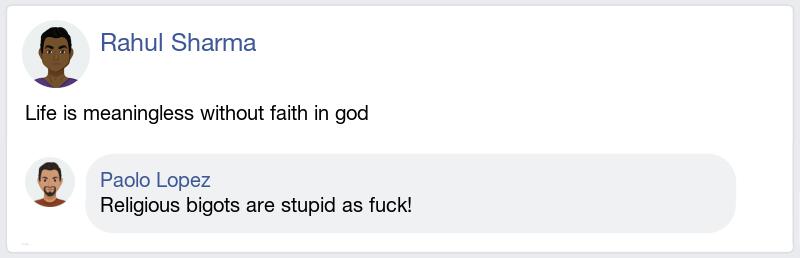 Rahul Sharma
Life is meaningless without faith in god
Paolo Lopez
Religious bigots are stupid as fuck!